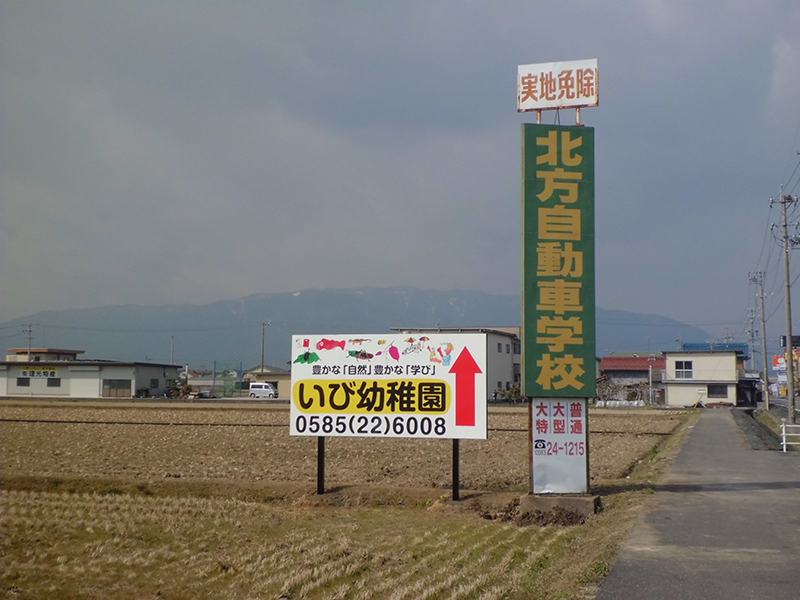 実地免除
北方自動車学校
大特 大型 普通
24-1215
豊かな「自然」豊かな「学び」
いび幼稚園
0585(22)6008